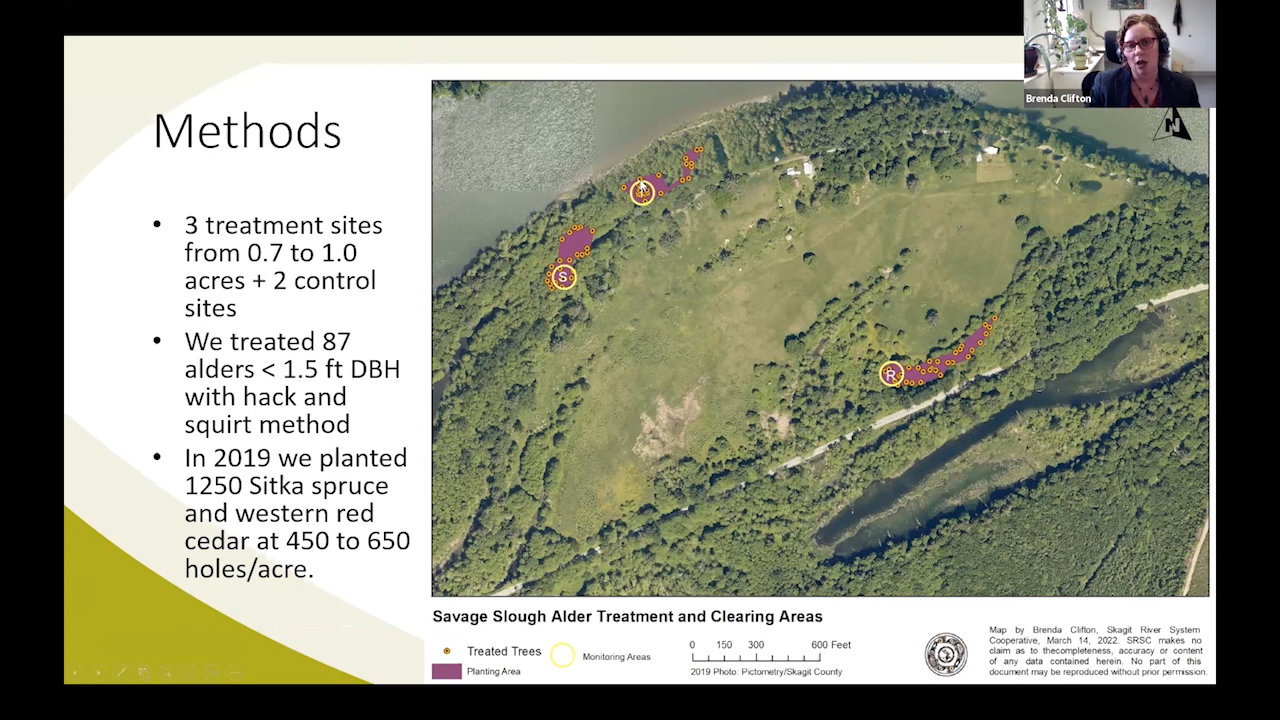 Brenda Clifton
Methods
• 3 treatment sites
from 0.7 to 1.0
acres + 2 control
sites
• We treated 87
alders < 1.5 ft DBH
with hack and
squirt method
• In 2019 we planted
1250 Sitka spruce
and western red
cedar at 450 to 650
holes/acre.
N
S
R
Savage Slough Alder Treatment and Clearing Areas
Treated Trees
Monitoring Areas
Planting Area
0 150 300 600 Feet
2019 Photo: Pictometry/Skagit County
Map by Brenda Clifton, Skagit River System
Cooperative, March 14, 2022. SRSC makes no
claim as to thecompleteness, accuracy or content
of any data contained herein. No part of this
document may be reproduced without prior permission.